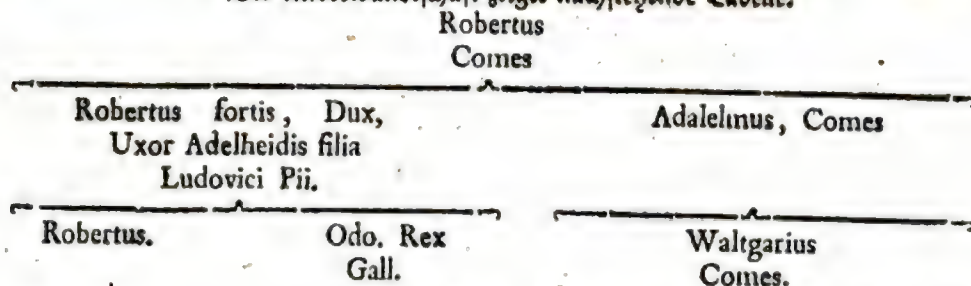 Robertus
Comes
Robertus fortis, Dux,
Uxor Adelheidis filia
Ludovici Pii.
Adalelmus, Comes
Robertus.
Odo. Rex
Gall.
Waltgarius
Comes.